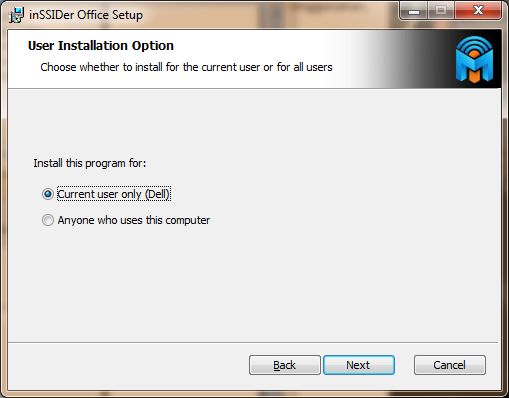 inSSIDer Office Setup
User Installation Option
Choose whether to install for the current user or for all users
Install this program for:
Current user only (Dell)
Anyone who uses this computer
Back
Next
Cancel